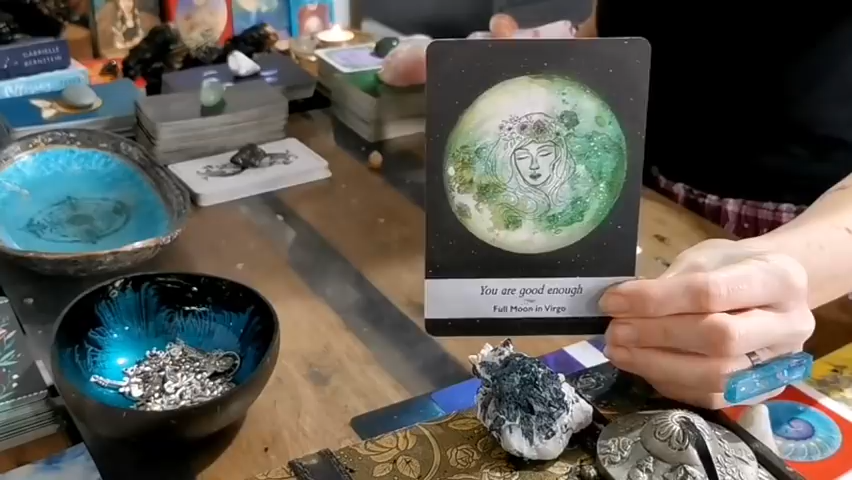 GABRIELLE
BERNSTEIN
You are good enough
Full Moon in Virgo